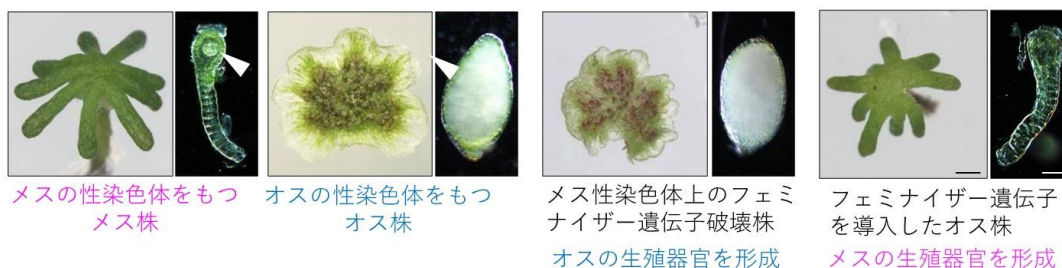 メスの性染色体をもつ
メス株
オスの性染色体をもつ
オス株
メス性染色体上のフェミ
ナイザー遺伝子破壊株
オスの生殖器官を形成
フェミナイザー遺伝子
を導入したオス株
メスの生殖器官を形成